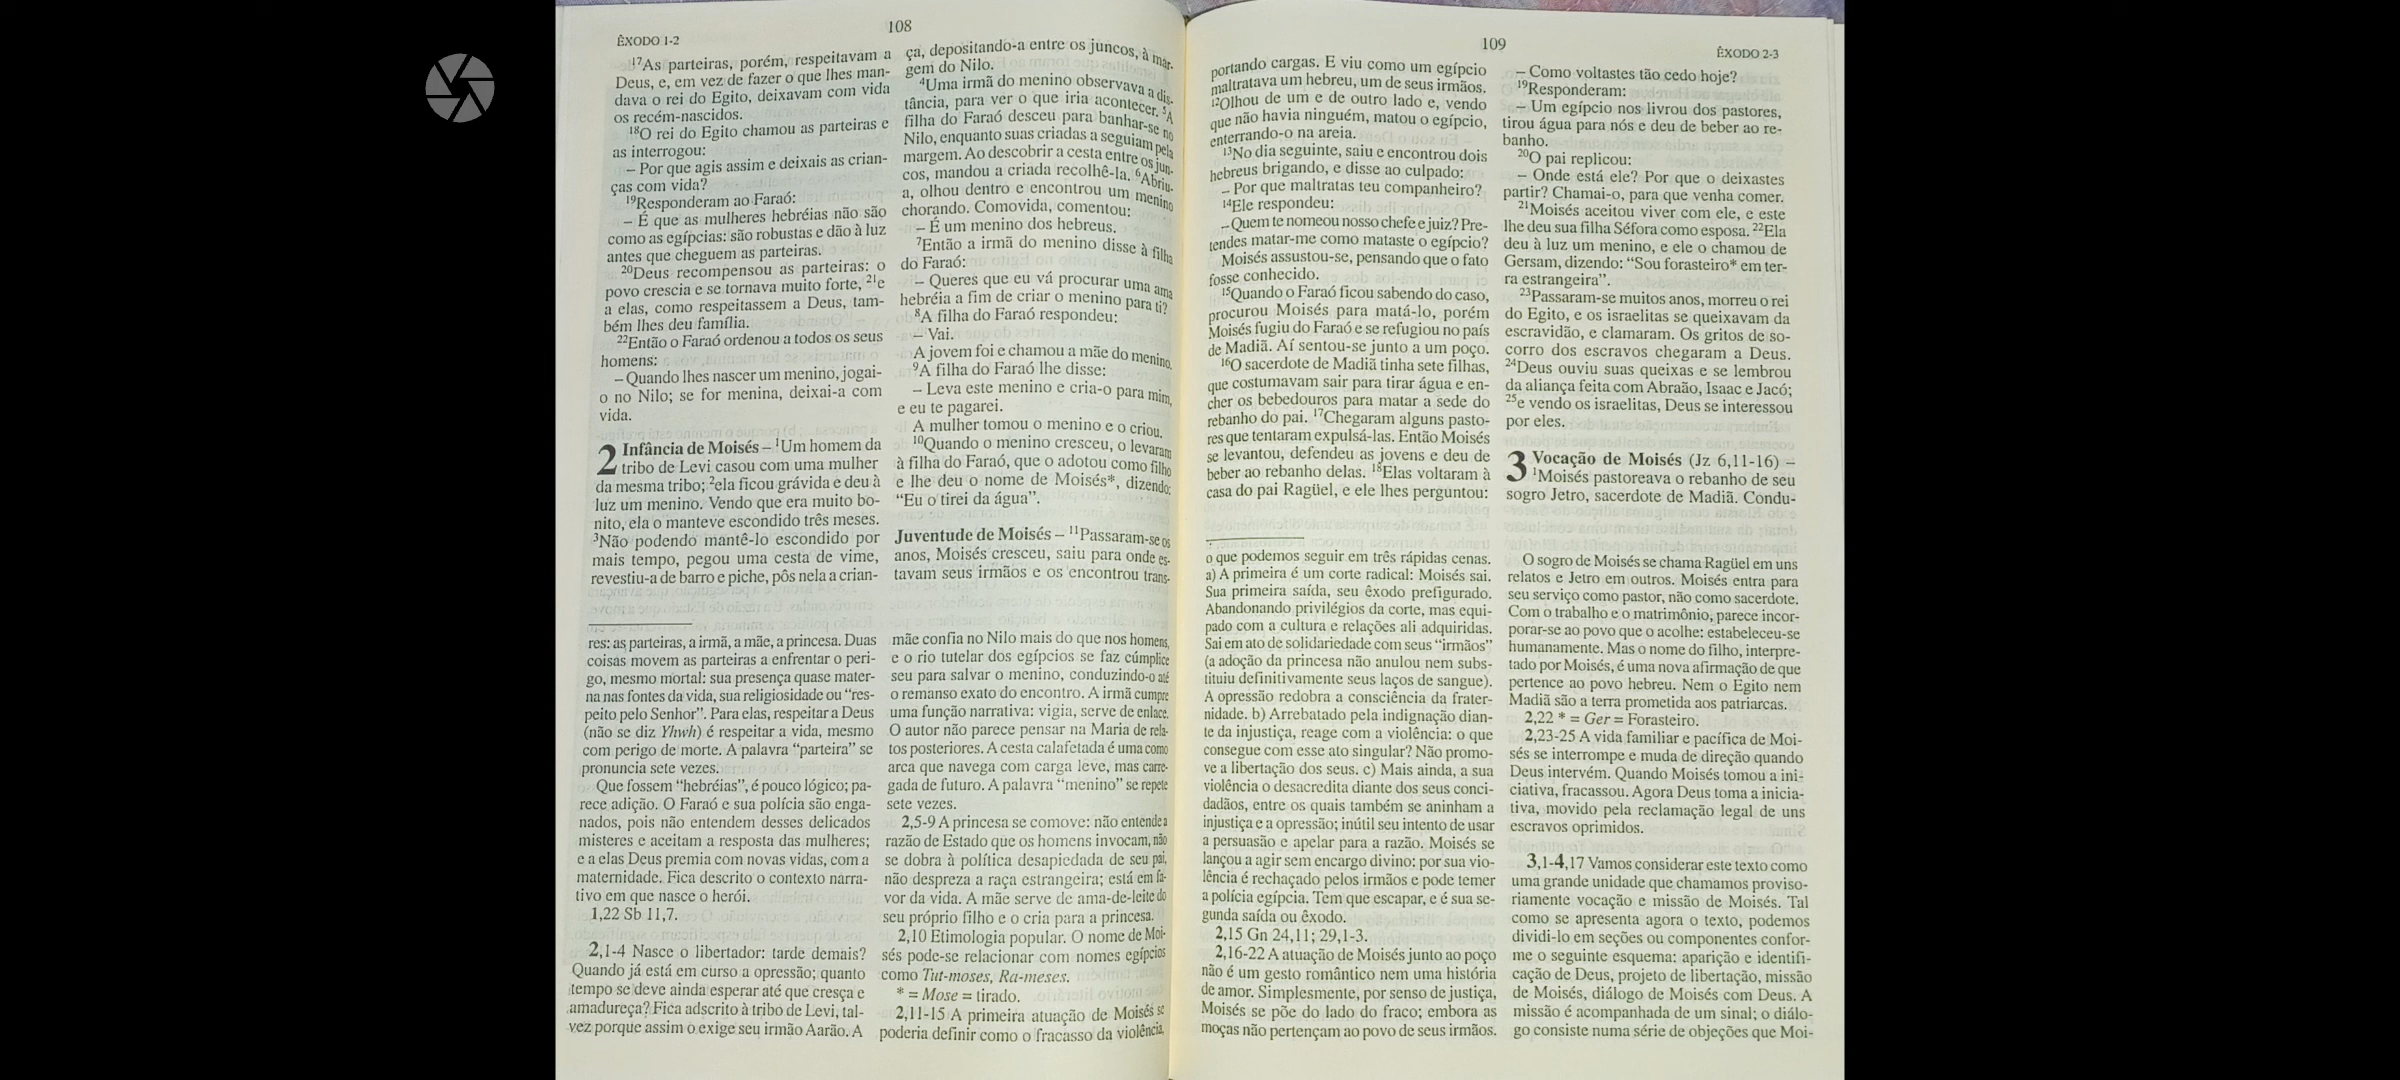 108
ÊXODO 1-2
¹⁷As parteiras, porém, respeitavam a
Deus, e, em vez de fazer o que lhes man-
dava o rei do Egito, deixavam com vida
os recém-nascidos.
¹⁸O rei do Egito chamou as parteiras e
as interrogou:
– Por que agis assim e deixais as crian-
ças com vida?
¹⁹Responderam ao Faraó:
– É que as mulheres hebréias não são
como as egípcias: são robustas e dão à luz
antes que cheguem as parteiras.
²⁰Deus recompensou as parteiras: o
povo crescia e se tornava muito forte, ²¹e
a elas, como respeitassem a Deus, tam-
bém lhes deu família.
²²Então o Faraó ordenou a todos os seus
homens:
– Quando lhes nascer um menino, jogai-
o no Nilo; se for menina, deixai-a com
vida.
2 Infância de Moisés – ¹Um homem da
tribo de Levi casou com uma mulher
da mesma tribo; ²ela ficou grávida e deu à
luz um menino. Vendo que era muito bo-
nito, ela o manteve escondido três meses.
³Não podendo mantê-lo escondido por
mais tempo, pegou uma cesta de vime,
revestiu-a de barro e piche, pôs nela a crian-
ça, depositando-a entre os juncos, à mar-
gem do Nilo.
⁴Uma irmã do menino observava a dis-
tância, para ver o que iria acontecer. ⁵A
filha do Faraó desceu para banhar-se no
Nilo, enquanto suas criadas a seguiam pela
margem. Ao descobrir a cesta entre os jun-
cos, mandou a criada recolhê-la. ⁶Abriu-
a, olhou dentro e encontrou um menino
chorando. Comovida, comentou:
– É um menino dos hebreus.
⁷Então a irmã do menino disse à filha
do Faraó:
– Queres que eu vá procurar uma ama
hebréia a fim de criar o menino para ti?
⁸A filha do Faraó respondeu:
– Vai.
A jovem foi e chamou a mãe do menino.
⁹A filha do Faraó lhe disse:
– Leva este menino e cria-o para mim,
e eu te pagarei.
A mulher tomou o menino e o criou.
¹⁰Quando o menino cresceu, o levaram
à filha do Faraó, que o adotou como filho
e lhe deu o nome de Moisés*, dizendo:
“Eu o tirei da água”.
Juventude de Moisés – ¹¹Passaram-se os
anos, Moisés cresceu, saiu para onde es-
tavam seus irmãos e os encontrou trans-
res: as parteiras, a irmã, a mãe, a princesa. Duas
coisas movem as parteiras a enfrentar o peri-
go, mesmo mortal: sua presença quase mater-
na nas fontes da vida, sua religiosidade ou “res-
peito pelo Senhor”. Para elas, respeitar a Deus
(não se diz Yhwh) é respeitar a vida, mesmo
com perigo de morte. A palavra “parteira” se
pronuncia sete vezes.
Que fossem “hebréias”, é pouco lógico; pa-
rece adição. O Faraó e sua polícia são enga-
nados, pois não entendem desses delicados
misteres e aceitam a resposta das mulheres;
e a elas Deus premia com novas vidas, com a
maternidade. Fica descrito o contexto narra-
tivo em que nasce o herói.
1,22 Sb 11,7.
2,1-4 Nasce o libertador: tarde demais?
Quando já está em curso a opressão; quanto
tempo se deve ainda esperar até que cresça e
amadureça? Fica adscrito à tribo de Levi, tal-
vez porque assim o exige seu irmão Aarão. A
mãe confia no Nilo mais do que nos homens,
e o rio tutelar dos egípcios se faz cúmplice
seu para salvar o menino, conduzindo-o até
o remanso exato do encontro. A irmã cumpre
uma função narrativa: vigia, serve de enlace.
O autor não parece pensar na Maria de rela-
tos posteriores. A cesta calafetada é uma como
arca que navega com carga leve, mas carre-
gada de futuro. A palavra “menino” se repete
sete vezes.
2,5-9 A princesa se comove: não entende a
razão de Estado que os homens invocam, não
se dobra à política desapiedada de seu pai,
não despreza a raça estrangeira; está em fa-
vor da vida. A mãe serve de ama-de-leite do
seu próprio filho e o cria para a princesa.
2,10 Etimologia popular. O nome de Moi-
sés pode-se relacionar com nomes egípcios
como Tut-moses, Ra-meses.
* = Mose = tirado.
2,11-15 A primeira atuação de Moisés se
poderia definir como o fracasso da violência,
109
ÊXODO 2-3
portando cargas. E viu como um egípcio
maltratava um hebreu, um de seus irmãos.
¹²Olhou de um e de outro lado e, vendo
que não havia ninguém, matou o egípcio,
enterrando-o na areia.
¹³No dia seguinte, saiu e encontrou dois
hebreus brigando, e disse ao culpado:
– Por que maltratas teu companheiro?
¹⁴Ele respondeu:
– Quem te nomeou nosso chefe e juiz? Pre-
tendes matar-me como mataste o egípcio?
Moisés assustou-se, pensando que o fato
fosse conhecido.
¹⁵Quando o Faraó ficou sabendo do caso,
procurou Moisés para matá-lo, porém
Moisés fugiu do Faraó e se refugiou no país
de Madiã. Aí sentou-se junto a um poço.
¹⁶O sacerdote de Madiã tinha sete filhas,
que costumavam sair para tirar água e en-
cher os bebedouros para matar a sede do
rebanho do pai. ¹⁷Chegaram alguns pasto-
res que tentaram expulsá-las. Então Moisés
se levantou, defendeu as jovens e deu de
beber ao rebanho delas. ¹⁸Elas voltaram à
casa do pai Ragüel, e ele lhes perguntou:
– Como voltastes tão cedo hoje?
¹⁹Responderam:
– Um egípcio nos livrou dos pastores,
tirou água para nós e deu de beber ao re-
banho.
²⁰O pai replicou:
– Onde está ele? Por que o deixastes
partir? Chamai-o, para que venha comer.
²¹Moisés aceitou viver com ele, e este
lhe deu sua filha Séfora como esposa. ²²Ela
deu à luz um menino, e ele o chamou de
Gersam, dizendo: “Sou forasteiro* em ter-
ra estrangeira”.
²³Passaram-se muitos anos, morreu o rei
do Egito, e os israelitas se queixavam da
escravidão, e clamaram. Os gritos de so-
corro dos escravos chegaram a Deus.
²⁴Deus ouviu suas queixas e se lembrou
da aliança feita com Abraão, Isaac e Jacó;
²⁵e vendo os israelitas, Deus se interessou
por eles.
3 Vocação de Moisés (Jz 6,11-16) –
¹Moisés pastoreava o rebanho de seu
sogro Jetro, sacerdote de Madiã. Condu-
o que podemos seguir em três rápidas cenas.
a) A primeira é um corte radical: Moisés sai.
Sua primeira saída, seu êxodo prefigurado.
Abandonando privilégios da corte, mas equi-
pado com a cultura e relações ali adquiridas.
Sai em ato de solidariedade com seus “irmãos”
(a adoção da princesa não anulou nem subs-
tituiu definitivamente seus laços de sangue).
A opressão redobra a consciência da frater-
nidade. b) Arrebatado pela indignação dian-
te da injustiça, reage com a violência: o que
consegue com esse ato singular? Não promo-
ve a libertação dos seus. c) Mais ainda, a sua
violência o desacredita diante dos seus conci-
dadãos, entre os quais também se aninham a
injustiça e a opressão; inútil seu intento de usar
a persuasão e apelar para a razão. Moisés se
lançou a agir sem encargo divino: por sua vio-
lência é rechaçado pelos irmãos e pode temer
a polícia egípcia. Tem que escapar, e é sua se-
gunda saída ou êxodo.
2,15 Gn 24,11; 29,1-3.
2,16-22 A atuação de Moisés junto ao poço
não é um gesto romântico nem uma história
de amor. Simplesmente, por senso de justiça,
Moisés se põe do lado do fraco; embora as
moças não pertençam ao povo de seus irmãos.
O sogro de Moisés se chama Ragüel em uns
relatos e Jetro em outros. Moisés entra para
seu serviço como pastor, não como sacerdote.
Com o trabalho e o matrimônio, parece incor-
porar-se ao povo que o acolhe: estabeleceu-se
humanamente. Mas o nome do filho, interpre-
tado por Moisés, é uma nova afirmação de que
pertence ao povo hebreu. Nem o Egito nem
Madiã são a terra prometida aos patriarcas.
2,22 * = Ger = Forasteiro.
2,23-25 A vida familiar e pacífica de Moi-
sés se interrompe e muda de direção quando
Deus intervém. Quando Moisés tomou a ini-
ciativa, fracassou. Agora Deus toma a inicia-
tiva, movido pela reclamação legal de uns
escravos oprimidos.
3,1-4,17 Vamos considerar este texto como
uma grande unidade que chamamos proviso-
riamente vocação e missão de Moisés. Tal
como se apresenta agora o texto, podemos
dividi-lo em seções ou componentes confor-
me o seguinte esquema: aparição e identifi-
cação de Deus, projeto de libertação, missão
de Moisés, diálogo de Moisés com Deus. A
missão é acompanhada de um sinal; o diálo-
go consiste numa série de objeções que Moi-